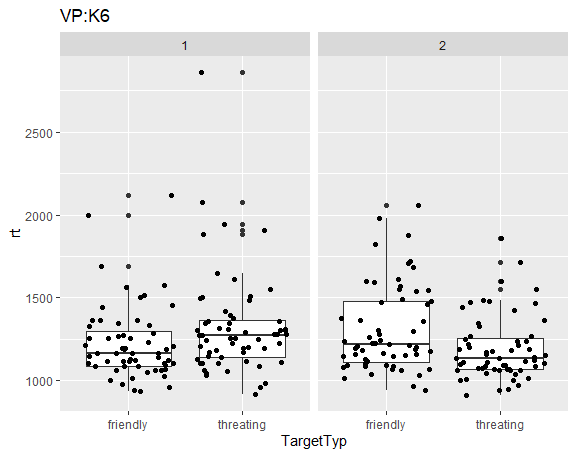 VP:K6
1
2
2500
2000
1500
1000
rt
friendly
threating
friendly
threating
TargetTyp